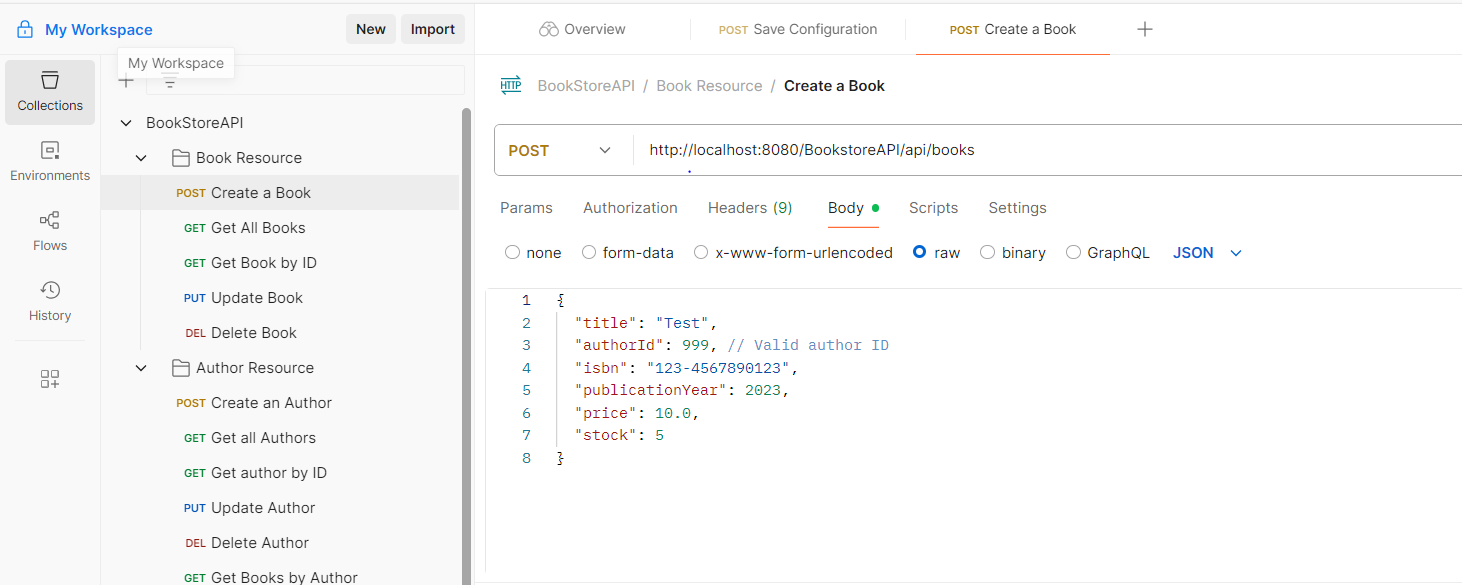 My Workspace
New
Import
My Workspace
Collections
Environments
Flows
History
BookStoreAPI
Book Resource
POST Create a Book
GET Get All Books
GET Get Book by ID
PUT Update Book
DEL Delete Book
Author Resource
POST Create an Author
GET Get all Authors
GET Get author by ID
PUT Update Author
DEL Delete Author
GET Get Books by Author
Overview
POST Save Configuration
POST Create a Book
HTTP BookStoreAPI / Book Resource / Create a Book
POST http://localhost:8080/BookstoreAPI/api/books
Params Authorization Headers (9) Body Scripts Settings
none form-data x-www-form-urlencoded raw binary GraphQL JSON
1 {
2 "title": "Test",
3 "authorId": 999, // Valid author ID
4 "isbn": "123-4567890123",
5 "publicationYear": 2023,
6 "price": 10.0,
7 "stock": 5
8 }